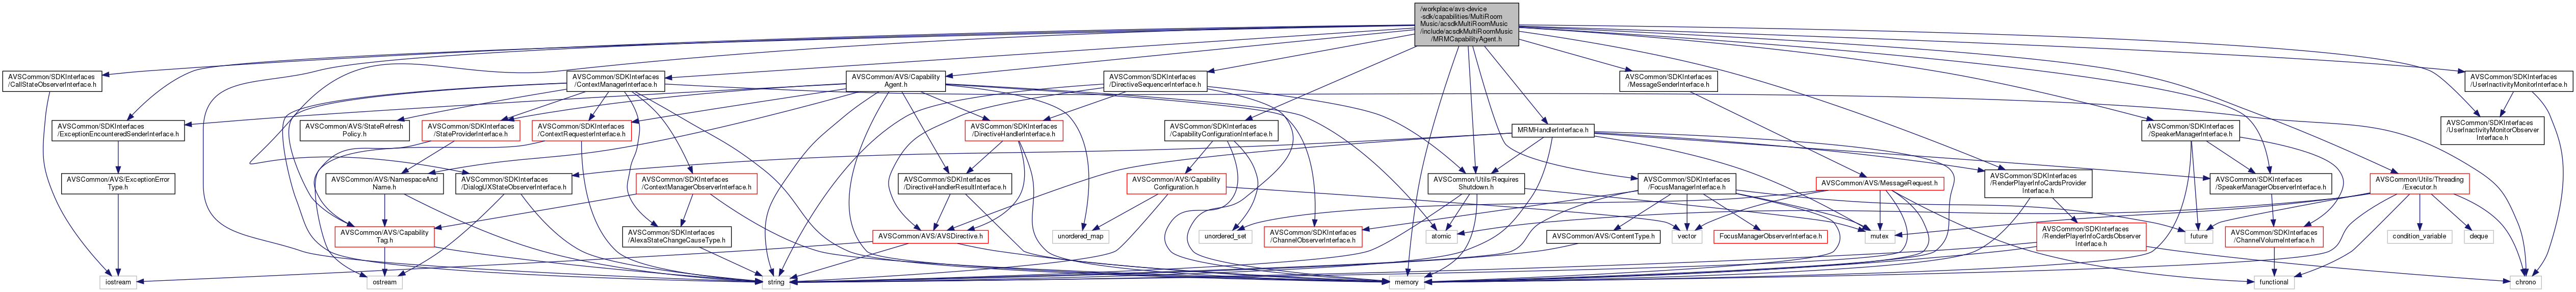 /workplace/avs-device
-sdk/capabilities/MultiRoom
Music/acsdkMultiRoomMusic
/include/acsdkMultiRoomMusic
/MRMCapabilityAgent.h
AVSCommon/SDKInterfaces
/CallStateObserverInterface.h
AVSCommon/SDKInterfaces
/ContextManagerInterface.h
AVSCommon/AVS/Capability
Agent.h
AVSCommon/SDKInterfaces
/DirectiveSequencerInterface.h
AVSCommon/SDKInterfaces
/MessageSenderInterface.h
AVSCommon/SDKInterfaces
/UserInactivityMonitorInterface.h
AVSCommon/SDKInterfaces
/ExceptionEncounteredSenderInterface.h
AVSCommon/AVS/StateRefresh
Policy.h
AVSCommon/SDKInterfaces
/StateProviderInterface.h
AVSCommon/SDKInterfaces
/ContextRequesterInterface.h
AVSCommon/SDKInterfaces
/DirectiveHandlerInterface.h
AVSCommon/SDKInterfaces
/CapabilityConfigurationInterface.h
MRMHandlerInterface.h
AVSCommon/SDKInterfaces
/SpeakerManagerInterface.h
AVSCommon/SDKInterfaces
/UserInactivityMonitorObserver
Interface.h
AVSCommon/AVS/ExceptionError
Type.h
AVSCommon/AVS/NamespaceAnd
Name.h
AVSCommon/SDKInterfaces
/DialogUXStateObserverInterface.h
AVSCommon/SDKInterfaces
/ContextManagerObserverInterface.h
AVSCommon/SDKInterfaces
/DirectiveHandlerResultInterface.h
AVSCommon/AVS/Capability
Configuration.h
AVSCommon/Utils/Requires
Shutdown.h
AVSCommon/SDKInterfaces
/FocusManagerInterface.h
AVSCommon/AVS/MessageRequest.h
AVSCommon/SDKInterfaces
/RenderPlayerInfoCardsProvider
Interface.h
AVSCommon/SDKInterfaces
/SpeakerManagerObserverInterface.h
AVSCommon/Utils/Threading
/Executor.h
AVSCommon/AVS/Capability
Tag.h
AVSCommon/SDKInterfaces
/AlexaStateChangeCauseType.h
AVSCommon/AVS/AVSDirective.h
unordered_map
unordered_set
AVSCommon/SDKInterfaces
/ChannelObserverInterface.h
atomic
AVSCommon/AVS/ContentType.h
vector
FocusManagerObserverInterface.h
mutex
AVSCommon/SDKInterfaces
/RenderPlayerInfoCardsObserver
Interface.h
future
AVSCommon/SDKInterfaces
/ChannelVolumeInterface.h
condition_variable
deque
iostream
ostream
string
memory
functional
chrono